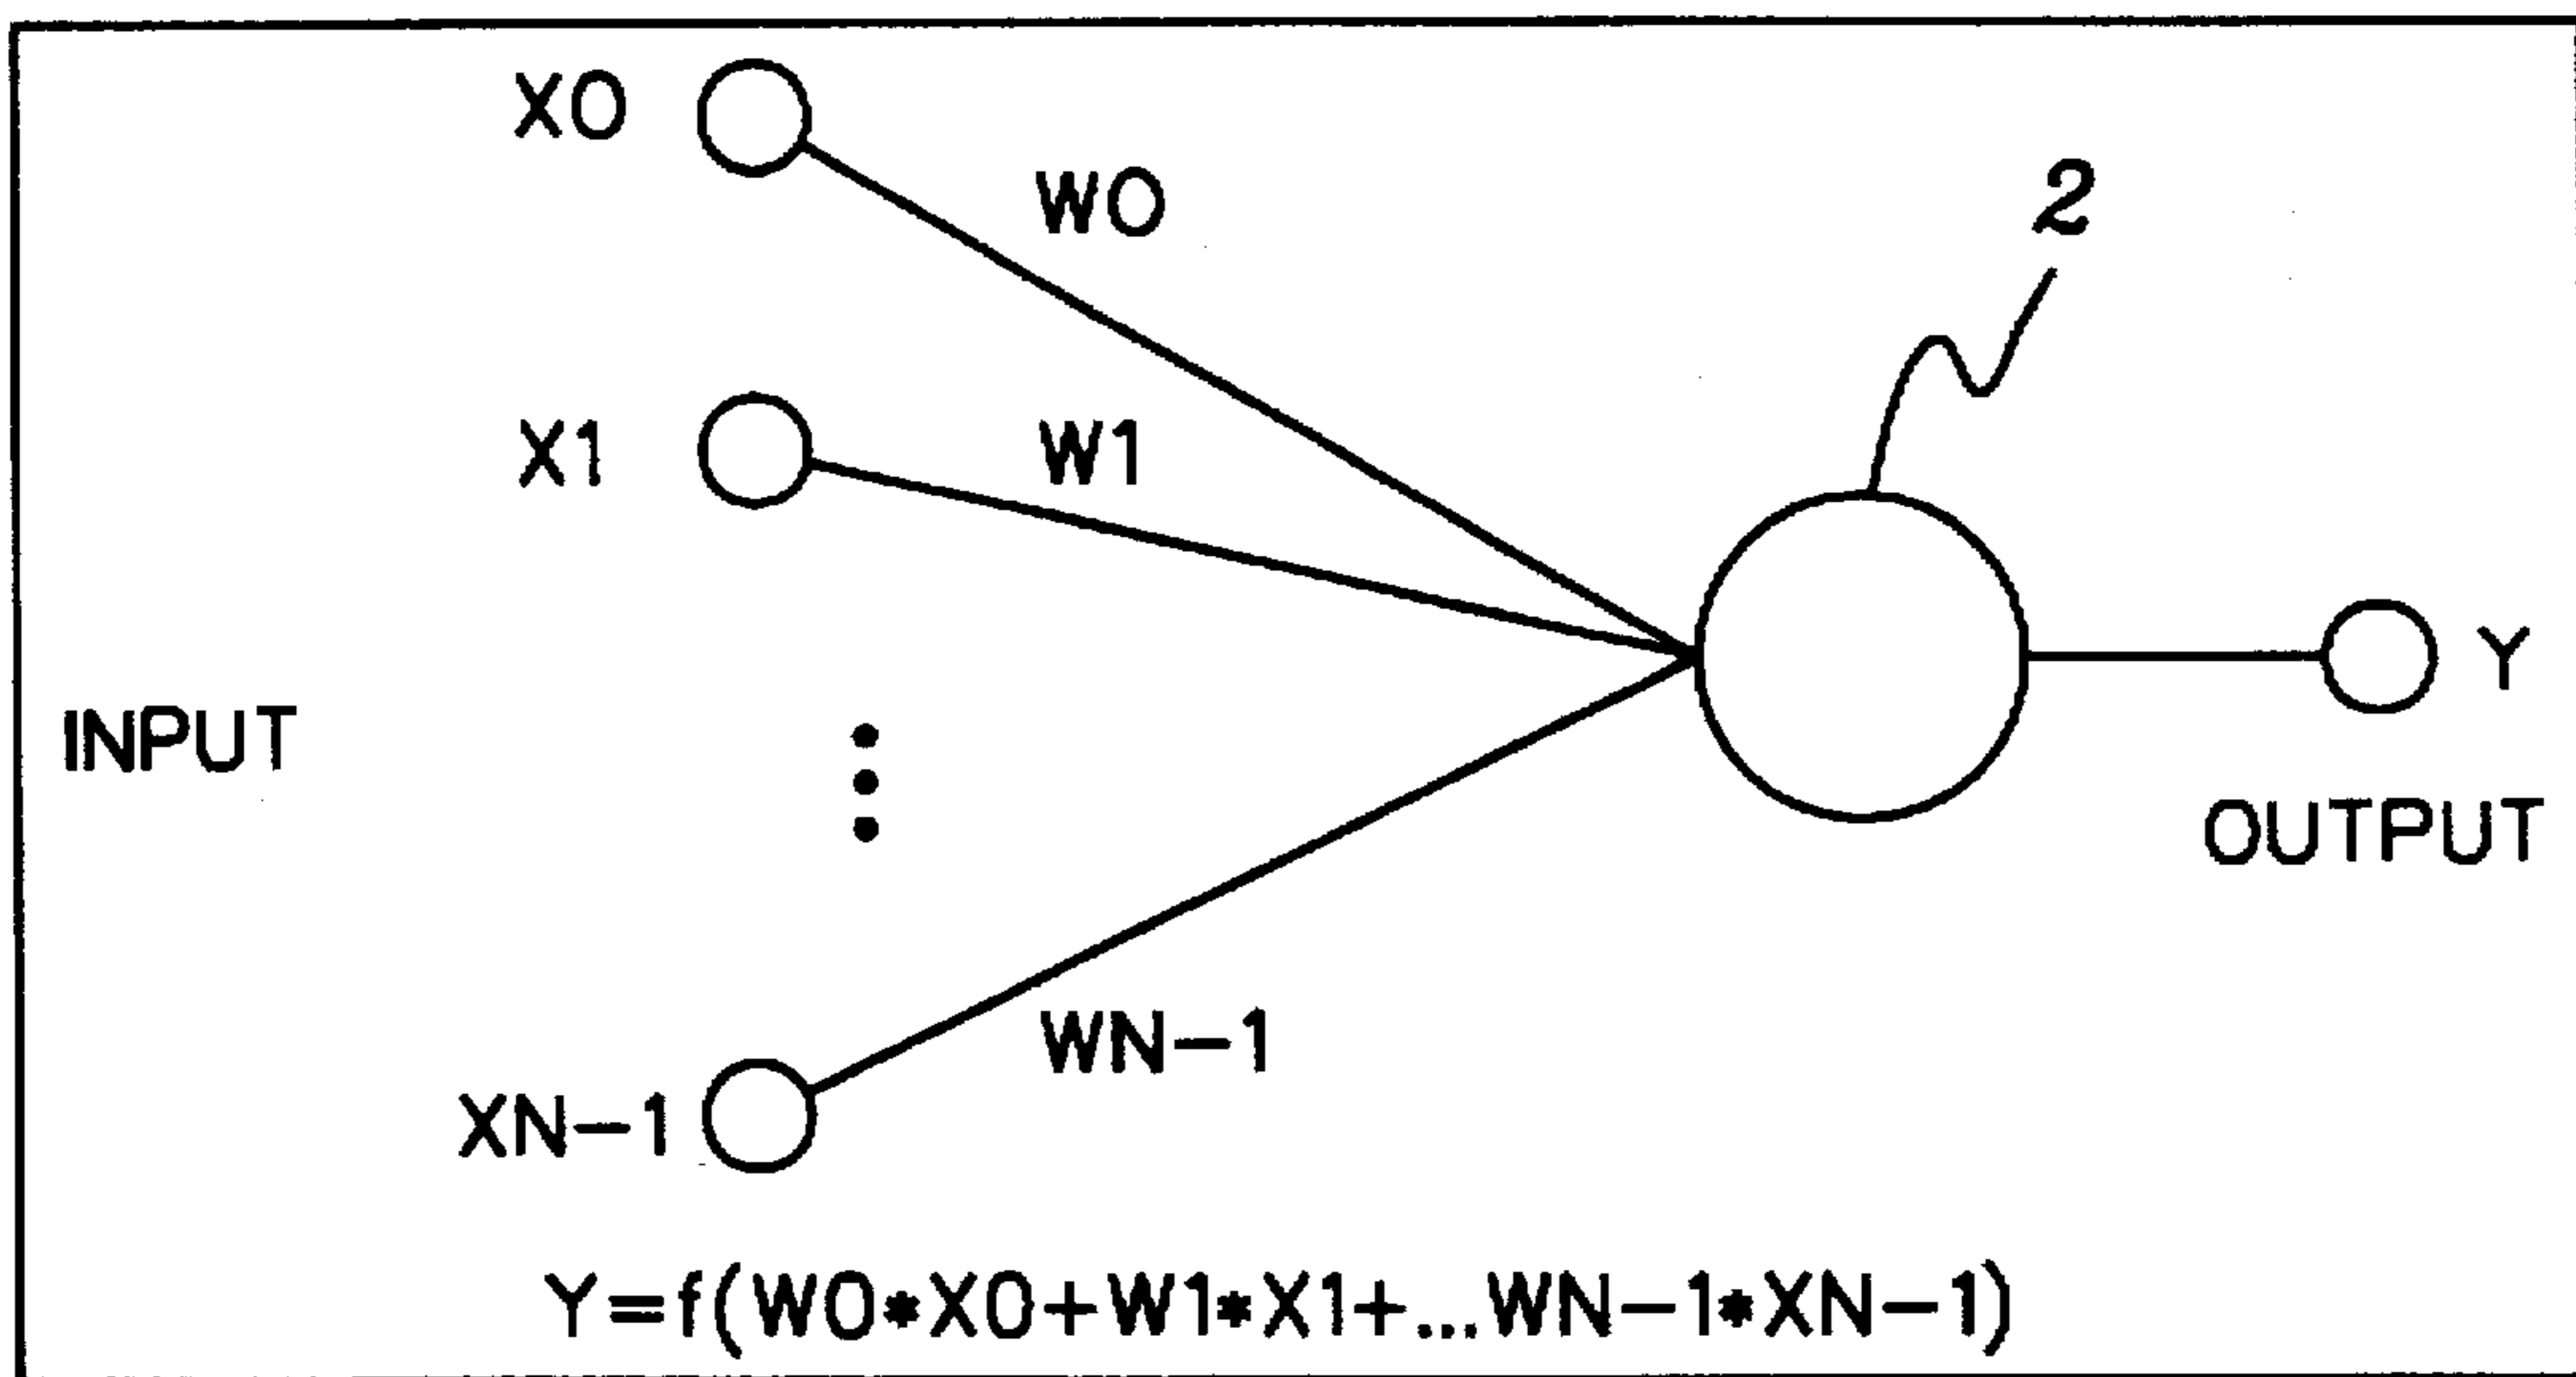 X0
W0
2
X1
W1
Y
INPUT
OUTPUT
WN-1
XN-1
Y=f(W0*X0+W1*X1+...WN-1*XN-1)